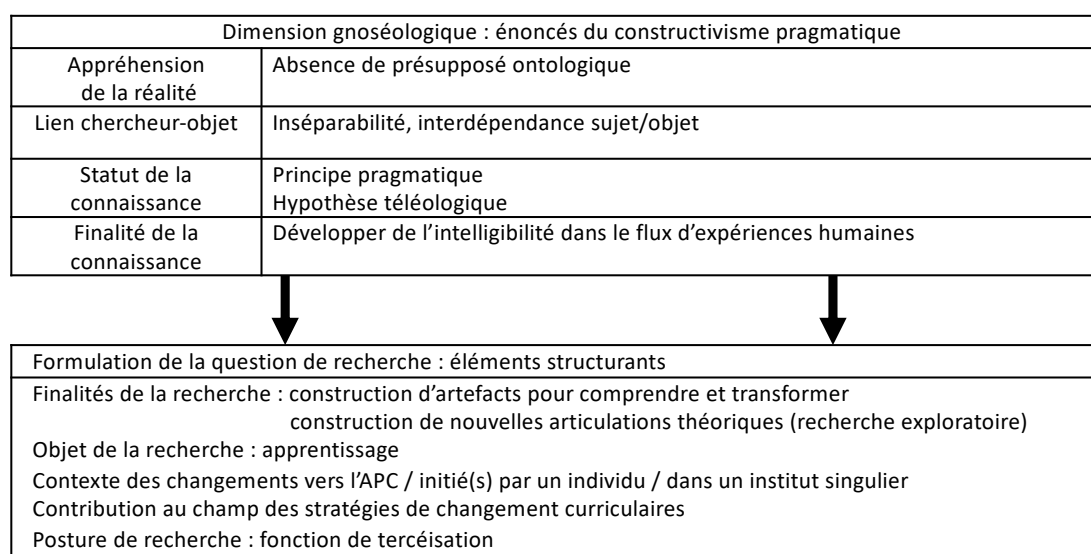 Dimension gnoséologique : énoncés du constructivisme pragmatique
Appréhension
de la réalité
Absence de présupposé ontologique
Lien chercheur-objet
Inséparabilité, interdépendance sujet/objet
Statut de la
connaissance
Principe pragmatique
Hypothèse téléologique
Finalité de la
connaissance
Développer de l’intelligibilité dans le flux d’expériences humaines
Formulation de la question de recherche : éléments structurants
Finalités de la recherche : construction d’artefacts pour comprendre et transformer
construction de nouvelles articulations théoriques (recherche exploratoire)
Objet de la recherche : apprentissage
Contexte des changements vers l’APC / initié(s) par un individu / dans un institut singulier
Contribution au champ des stratégies de changement curriculaires
Posture de recherche : fonction de tercéisation